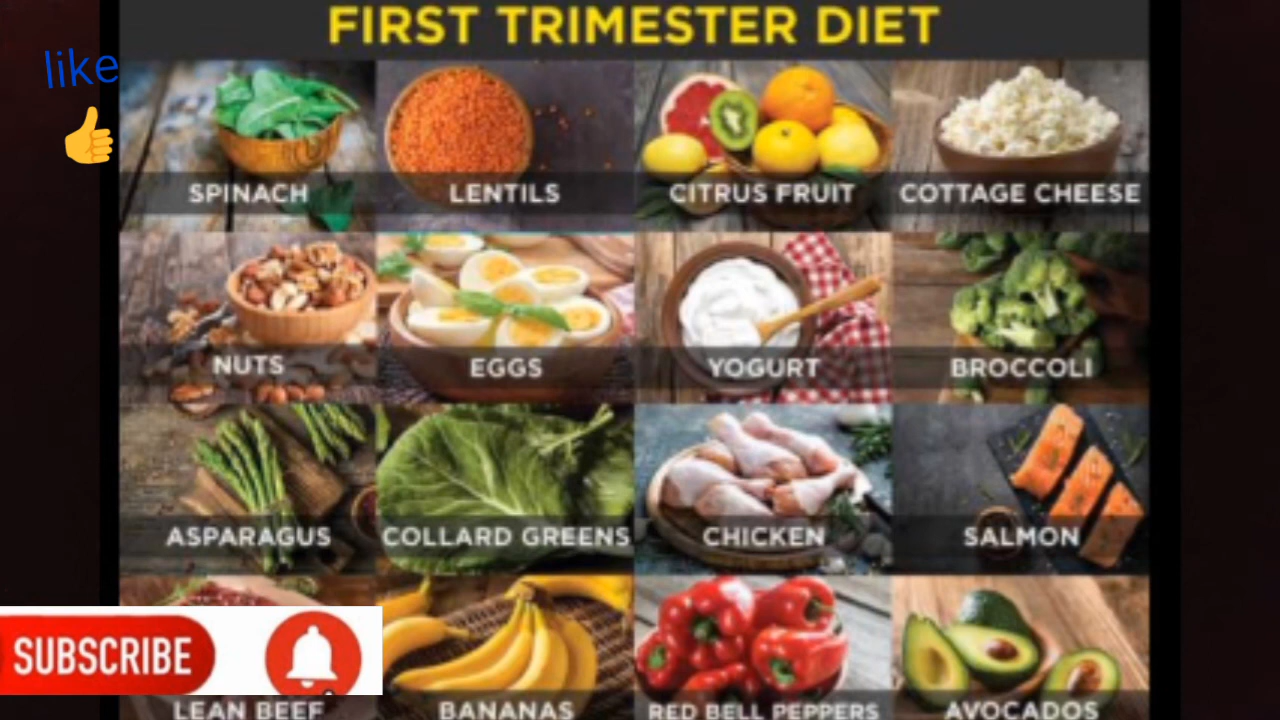 FIRST TRIMESTER DIET
like
SPINACH
LENTILS
CITRUS FRUIT
COTTAGE CHEESE
NUTS
EGGS
YOGURT
BROCCOLI
ASPARAGUS
COLLARD GREENS
CHICKEN
SALMON
SUBSCRIBE
LEAN BEEF
BANANAS
RED BELL PEPPERS
AVOCADOS